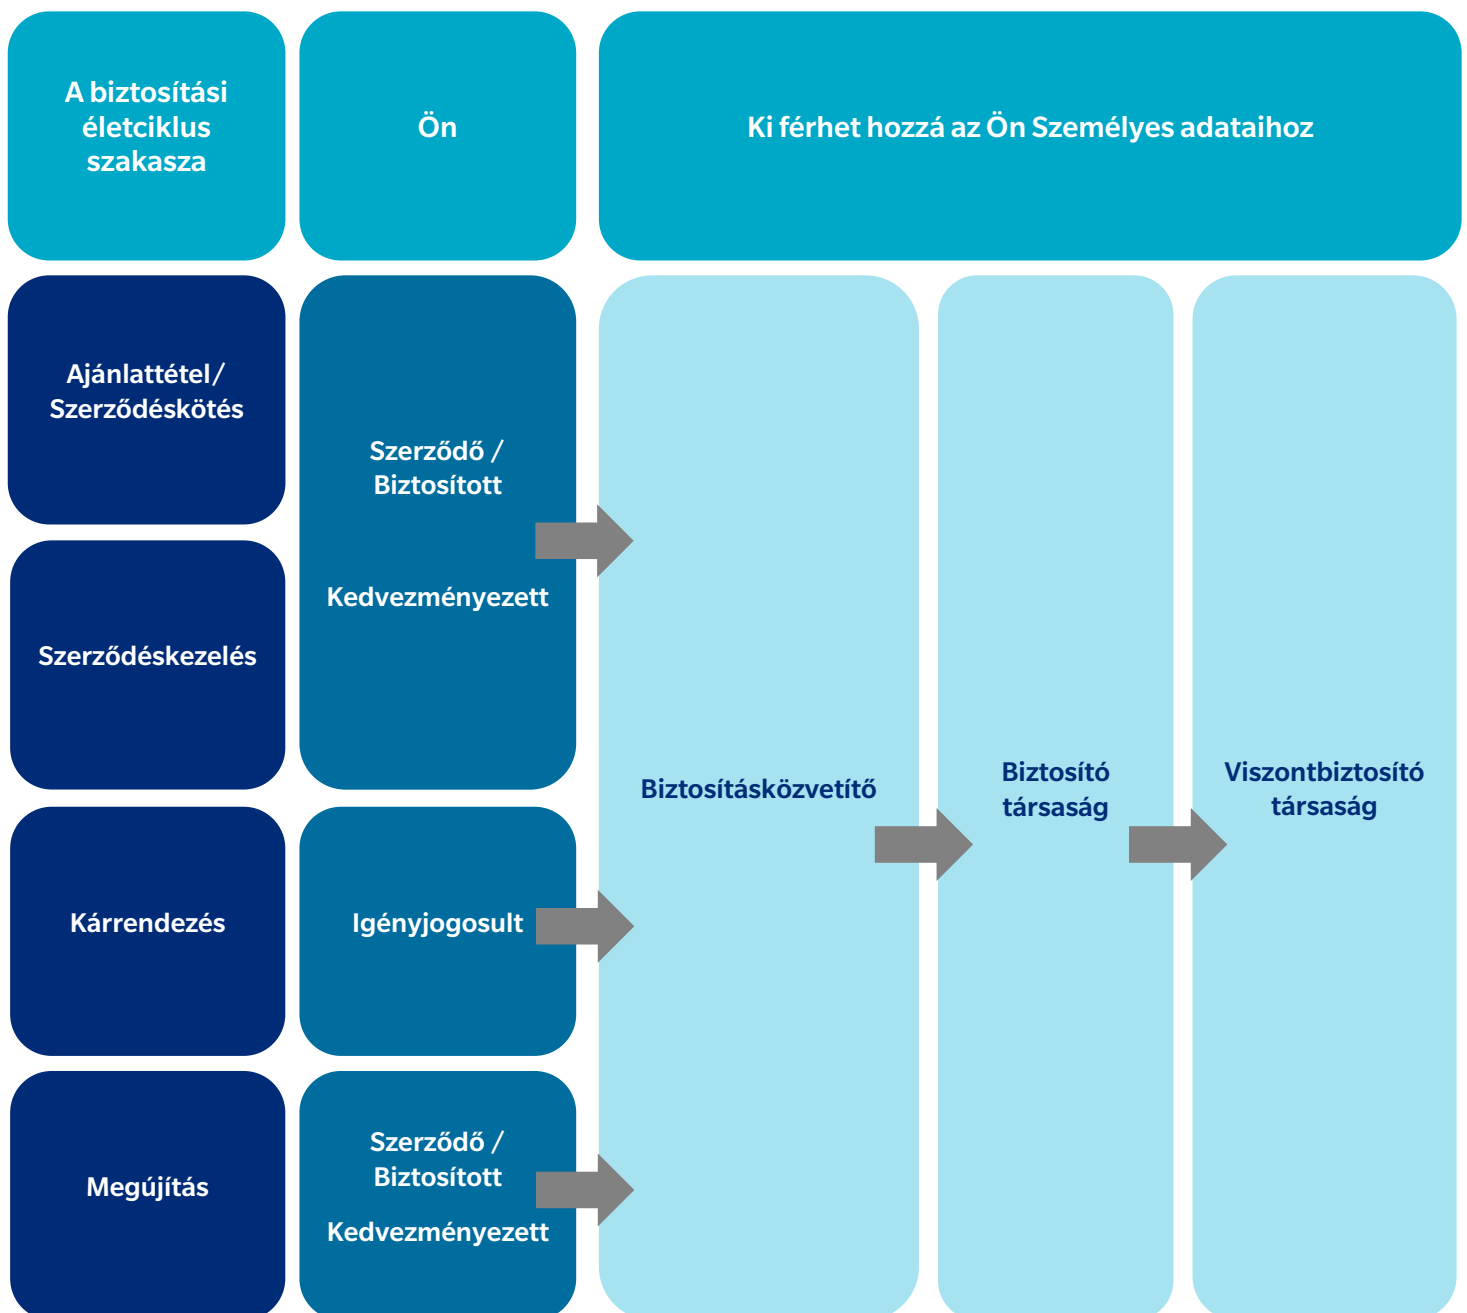 A biztosítási
életciklus
szakasza
Ön
Ki férhet hozzá az Ön Személyes adataihoz
Ajánlattétel/
Szerződéskötés
Szerződő /
Biztosított
Kedvezményezett
Szerződéskezelés
Biztosításközvetítő
Biztosító
társaság
Viszontbiztosító
társaság
Kárrendezés
Igényjogosult
Megújítás
Szerződő /
Biztosított
Kedvezményezett